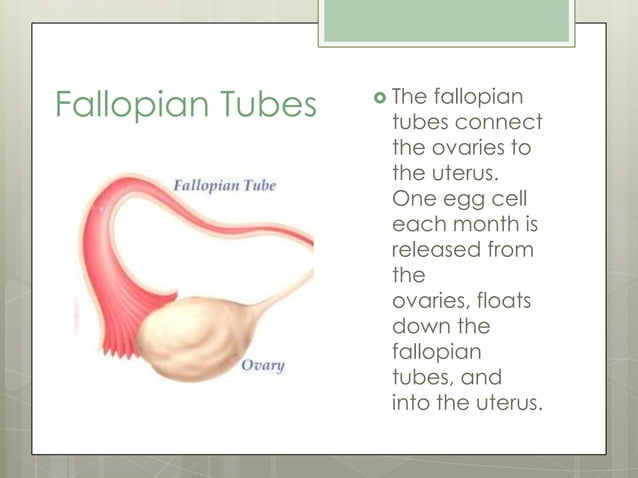 Fallopian Tubes
Fallopian Tube
Ovary
The fallopian
tubes connect
the ovaries to
the uterus.
One egg cell
each month is
released from
the
ovaries, floats
down the
fallopian
tubes, and
into the uterus.